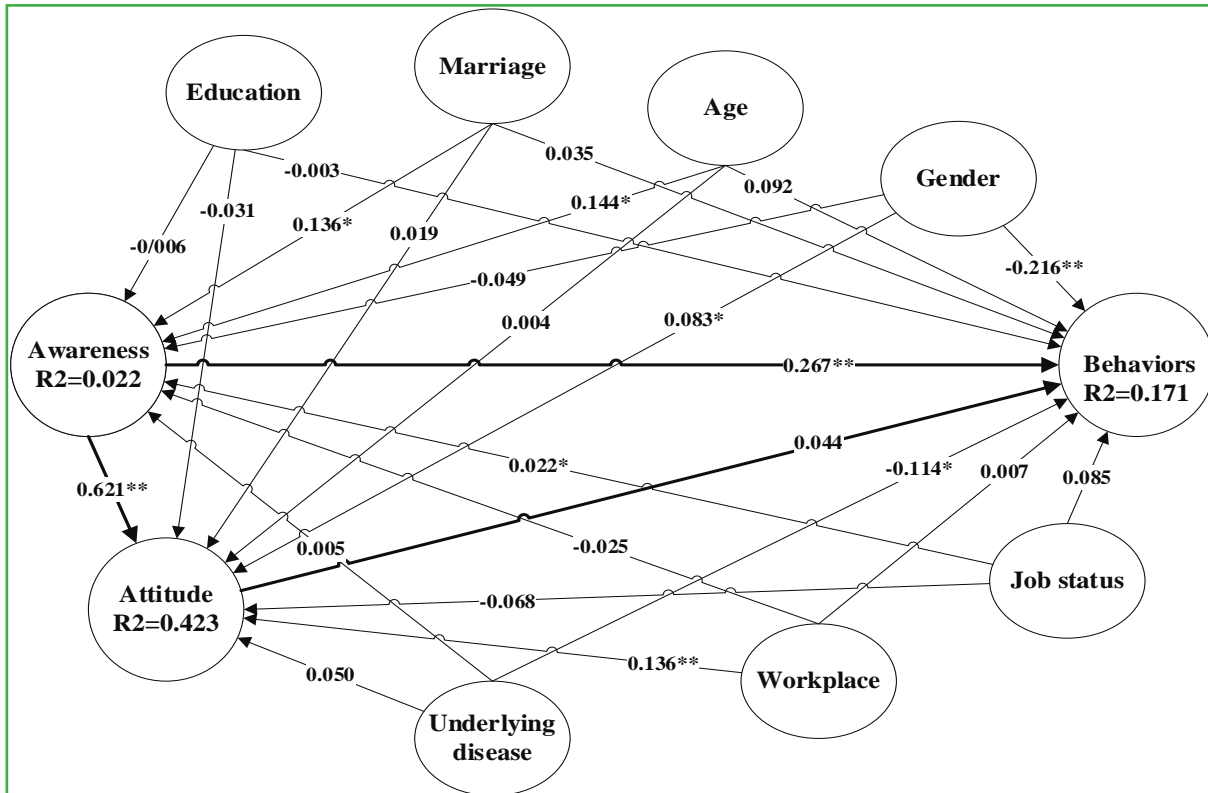 Marriage
Education
Age
Gender
-0.003
0.035
0.092
-0.031
0.136*
0.144*
0.019
-0/006
-0.049
-0.216**
0.004
0.083*
Awareness
R2=0.022
0.267**
Behaviors
R2=0.171
0.044
0.022*
-0.114*
0.007
0.085
0.621**
0.005
-0.025
Attitude
R2=0.423
-0.068
Job status
0.136**
0.050
Workplace
Underlying
disease